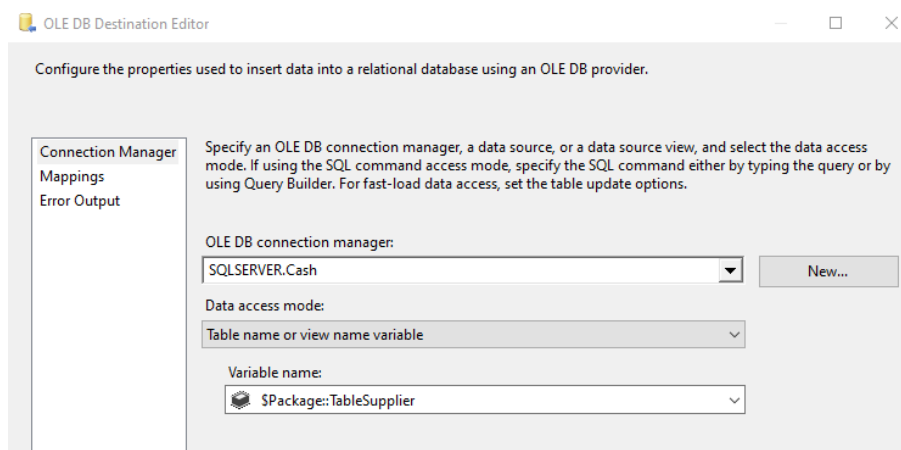 OLE DB Destination Editor
Configure the properties used to insert data into a relational database using an OLE DB provider.
Connection Manager
Mappings
Error Output
Specify an OLE DB connection manager, a data source, or a data source view, and select the data access
mode. If using the SQL command access mode, specify the SQL command either by typing the query or by
using Query Builder. For fast-load data access, set the table update options.
OLE DB connection manager:
SQLSERVER.Cash
New...
Data access mode:
Table name or view name variable
Variable name:
$Package::TableSupplier